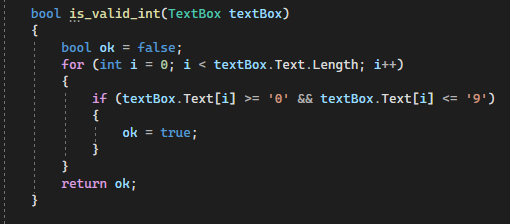 bool is_valid_int(TextBox textBox)
{
bool ok = false;
for (int i = 0; i < textBox.Text.Length; i++)
{
if (textBox.Text[i] >= '0' && textBox.Text[i] <= '9')
{
ok = true;
}
}
return ok;
}